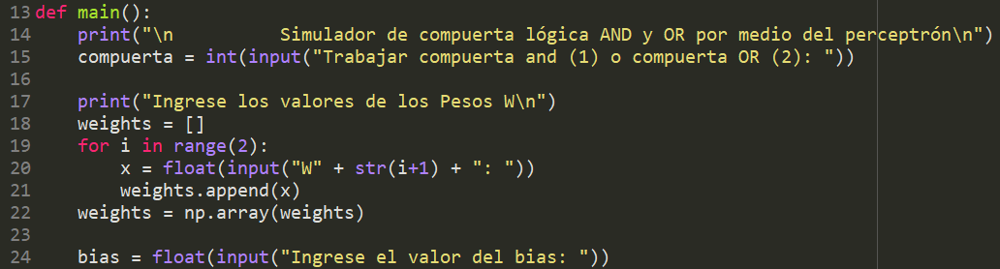 13 def main():
14     print("\n          Simulador de compuerta lógica AND y OR por medio del perceptrón\n")
15     compuerta = int(input("Trabajar compuerta and (1) o compuerta OR (2): "))
16
17     print("Ingrese los valores de los Pesos W\n")
18     weights = []
19     for i in range(2):
20         x = float(input("W" + str(i+1) + ": "))
21         weights.append(x)
22     weights = np.array(weights)
23
24     bias = float(input("Ingrese el valor del bias: "))